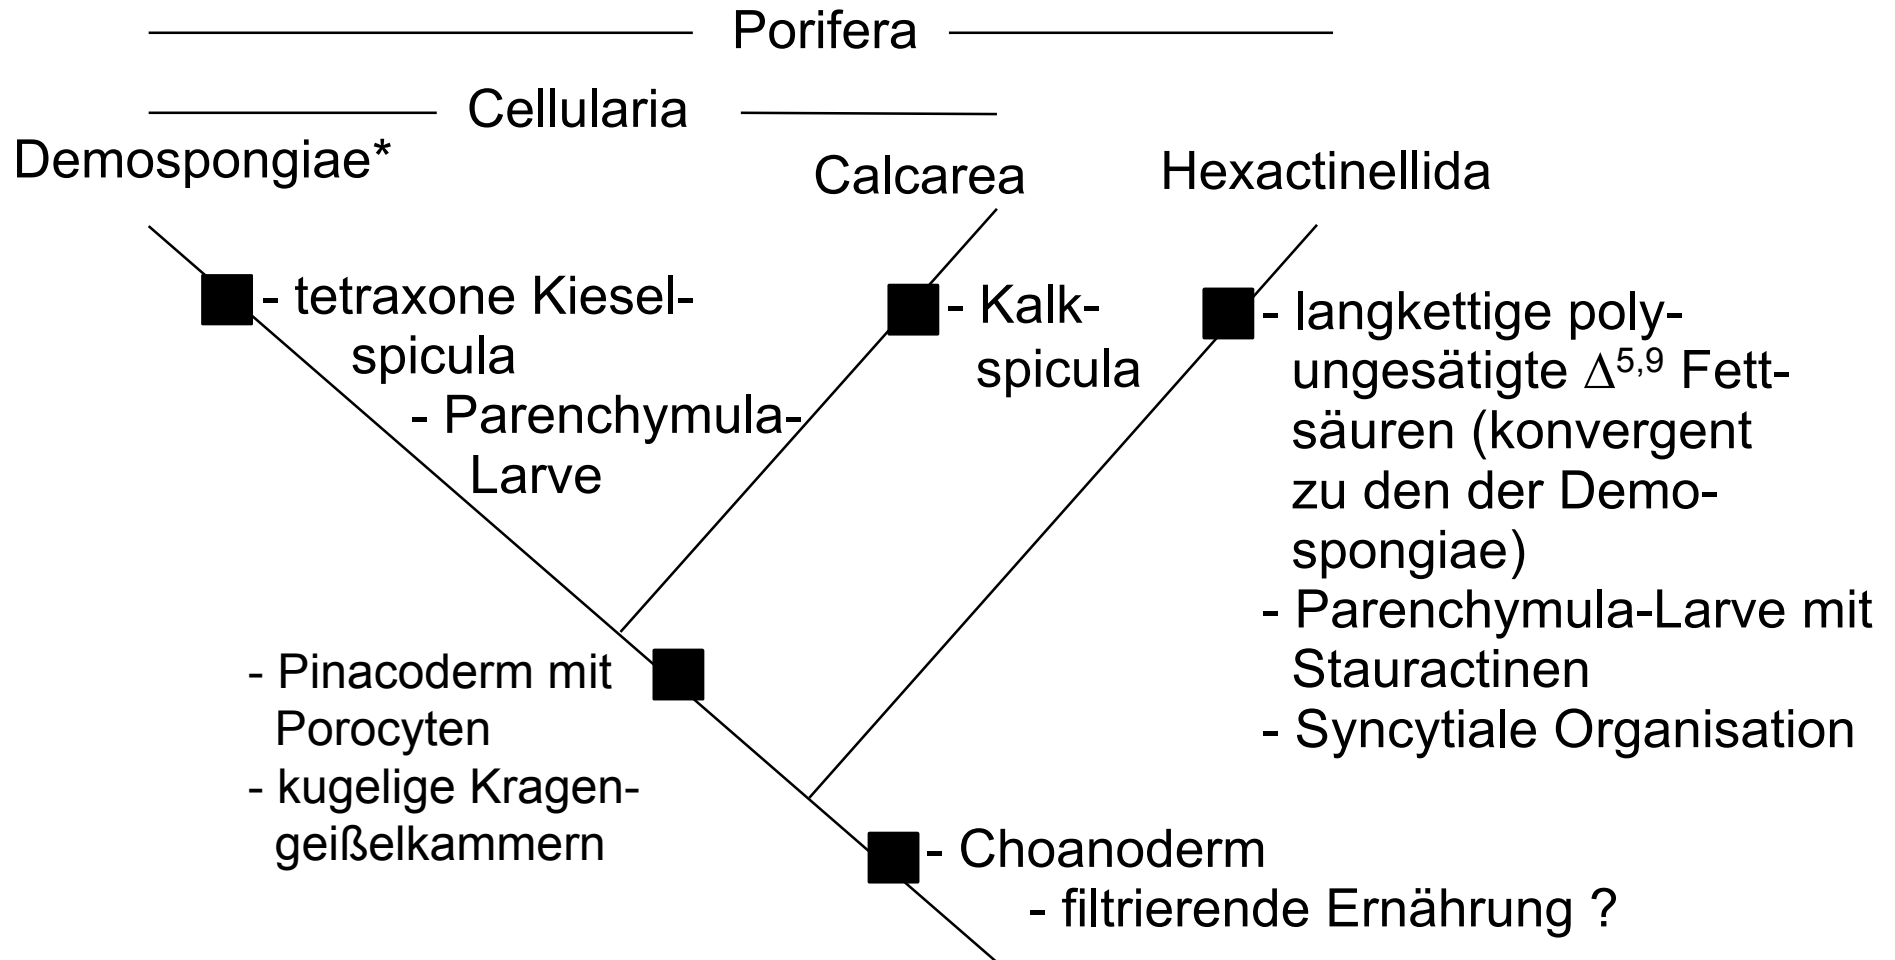 Porifera
Cellularia
Demospongiae*
Calcarea
Hexactinellida
- tetraxone Kiesel-
spicula
- Parenchymula-
Larve
- Kalk-
spicula
- langkettige poly-
ungesätigte Δ⁵,⁹ Fett-
säuren (konvergent
zu den der Demo-
spongiae)
- Parenchymula-Larve mit
Stauractinen
- Syncytiale Organisation
- Pinacoderm mit
Porocyten
- kugelige Kragen-
geißelkammern
- Choanoderm
- filtrierende Ernährung ?